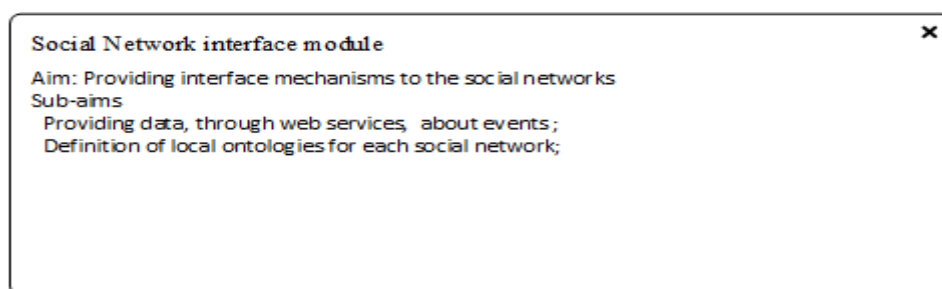 Social Network interface module
Aim: Providing interface mechanisms to the social networks
Sub-aims
Providing data, through web services, about events;
Definition of local ontologies for each social network;